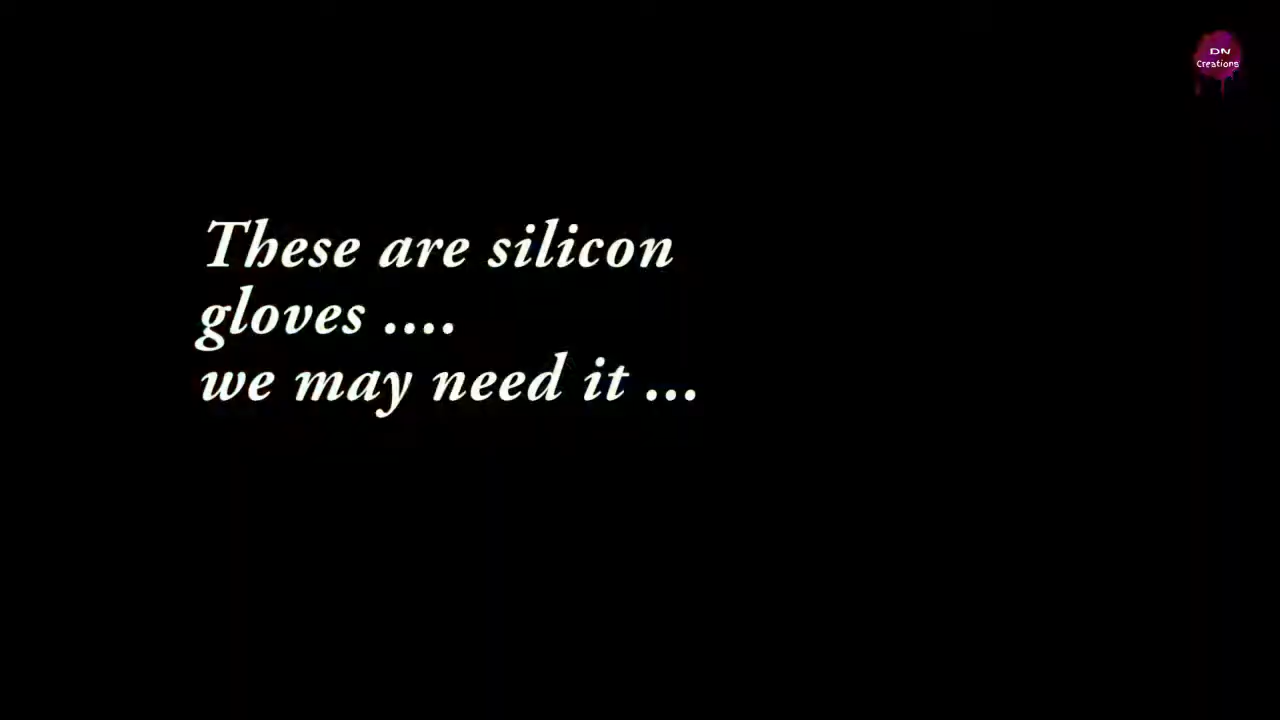 DN
Creations
These are silicon
gloves ....
we may need it ...